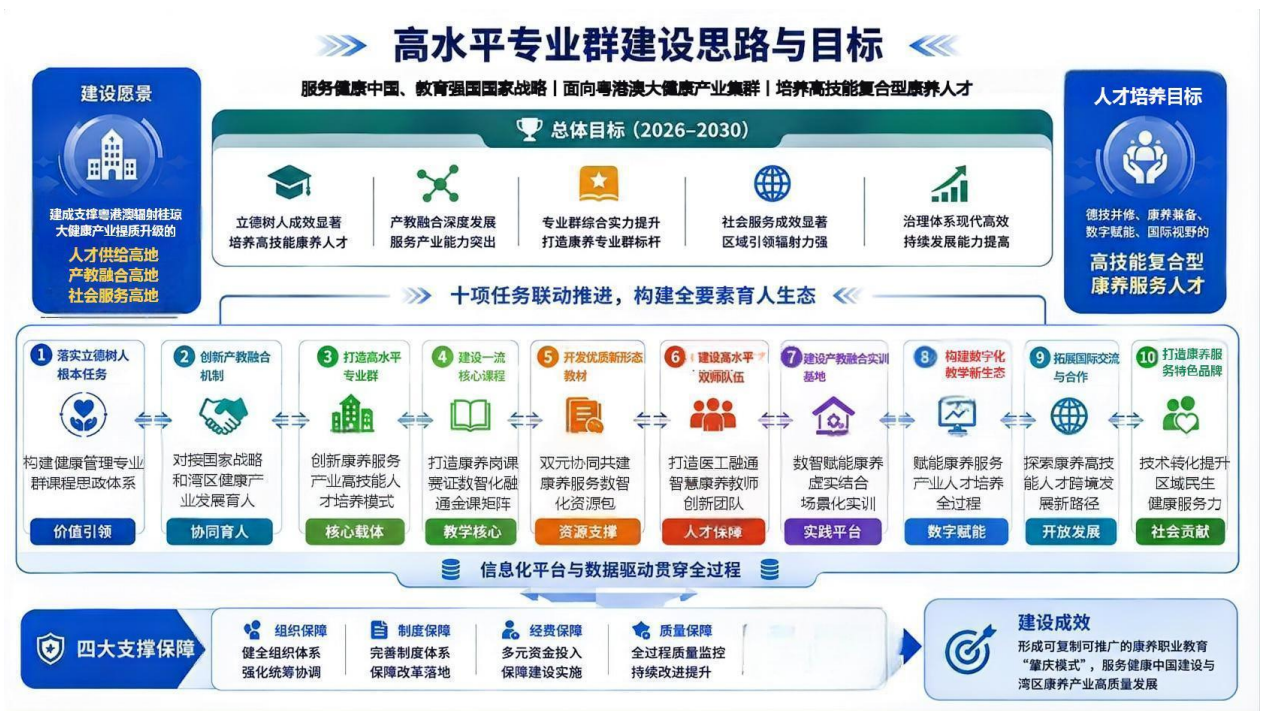 高水平专业群建设思路与目标
服务健康中国、教育强国国家战略｜面向粤港澳大健康产业集群｜培养高技能复合型康养人才
建设愿景
建成支撑粤港澳辐射桂琼
大健康产业提质升级的
人才供给高地
产教融合高地
社会服务高地
总体目标（2026-2030）
立德树人成效显著
培养高技能康养人才
产教融合深度发展
服务产业能力突出
专业群综合实力提升
打造康养专业群标杆
社会服务成效显著
区域引领辐射力强
治理体系现代高效
持续发展能力提高
人才培养目标
德技并修、康养兼备、
数字赋能、国际视野的
高技能复合型
康养服务人才
十项任务联动推进，构建全要素育人生态
1 落实立德树人
根本任务
构建健康管理专业
群课程思政体系
价值引领
2 创新产教融合
机制
对接国家战略
和湾区健康产
业发展育人
协同育人
3 打造高水平
专业群
创新康养服务
产业高技能人
才培养模式
核心载体
4 建设一流
核心课程
打造康养岗课
赛证数智化融
通金课矩阵
教学核心
5 开发优质新形态
教材
双元协同共建
康养服务数智
化资源包
资源支撑
6 建设高水平
双师队伍
打造医工融通
智慧康养教师
创新团队
人才保障
7 建设产教融合实训
基地
数智赋能康养
虚实结合
场景化实训
实践平台
8 构建数字化
教学新生态
赋能康养服务
产业人才培养
全过程
数字赋能
9 拓展国际交流
与合作
探索康养高技
能人才跨境发
展新路径
开放发展
10 打造康养服
务特色品牌
技术转化提升
区域民生
健康服务力
社会贡献
信息化平台与数据驱动贯穿全过程
四大支撑保障
组织保障
健全组织体系
强化统筹协调
制度保障
完善制度体系
保障改革落地
经费保障
多元资金投入
保障建设实施
质量保障
全过程质量监控
持续改进提升
建设成效
形成可复制可推广的康养职业教育
“肇庆模式”，服务健康中国建设与
湾区康养产业高质量发展